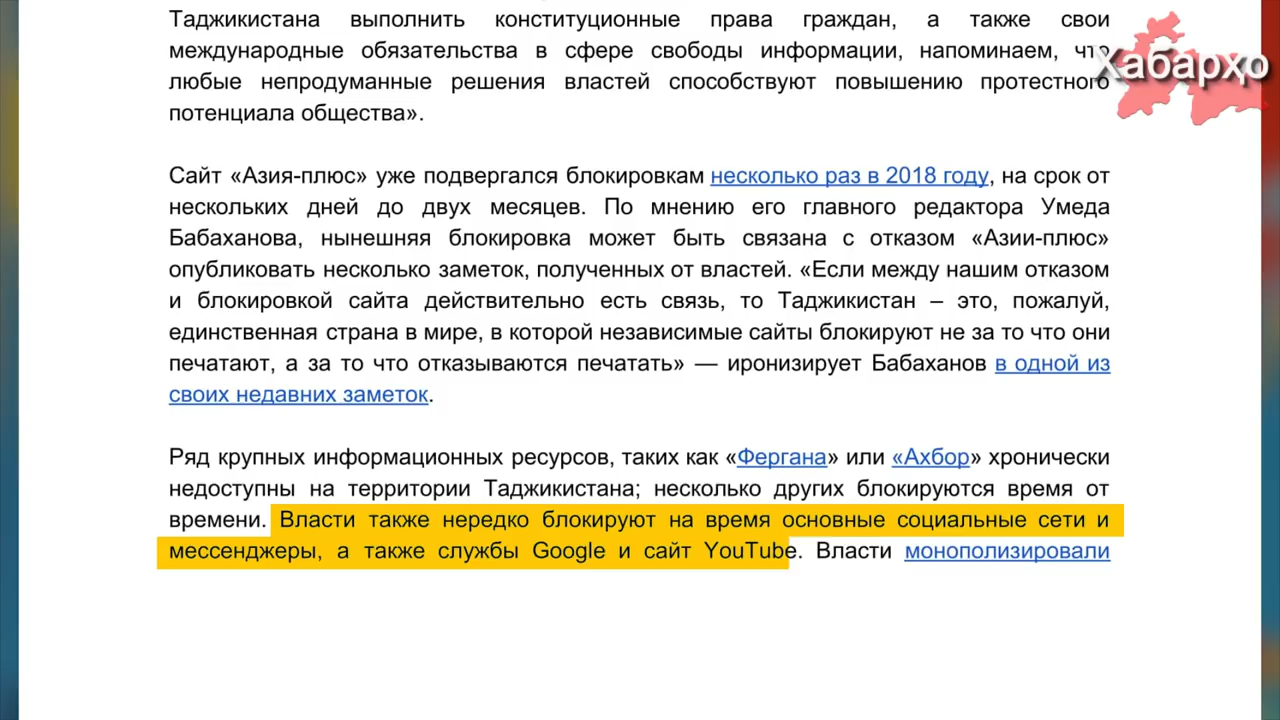 Таджикистана выполнить конституционные права граждан, а также свои
международные обязательства в сфере свободы информации, напоминаем, что
любые непродуманные решения властей способствуют повышению протестного
потенциала общества».
Хабарҳо
Сайт «Азия-плюс» уже подвергался блокировкам несколько раз в 2018 году, на срок от
нескольких дней до двух месяцев. По мнению его главного редактора Умеда
Бабаханова, нынешняя блокировка может быть связана с отказом «Азии-плюс»
опубликовать несколько заметок, полученных от властей. «Если между нашим отказом
и блокировкой сайта действительно есть связь, то Таджикистан – это, пожалуй,
единственная страна в мире, в которой независимые сайты блокируют не за то что они
печатают, а за то что отказываются печатать» — иронизирует Бабаханов в одной из
своих недавних заметок.
Ряд крупных информационных ресурсов, таких как «Фергана» или «Ахбор» хронически
недоступны на территории Таджикистана; несколько других блокируются время от
времени. Власти также нередко блокируют на время основные социальные сети и
мессенджеры, а также службы Google и сайт YouTube. Власти монополизировали